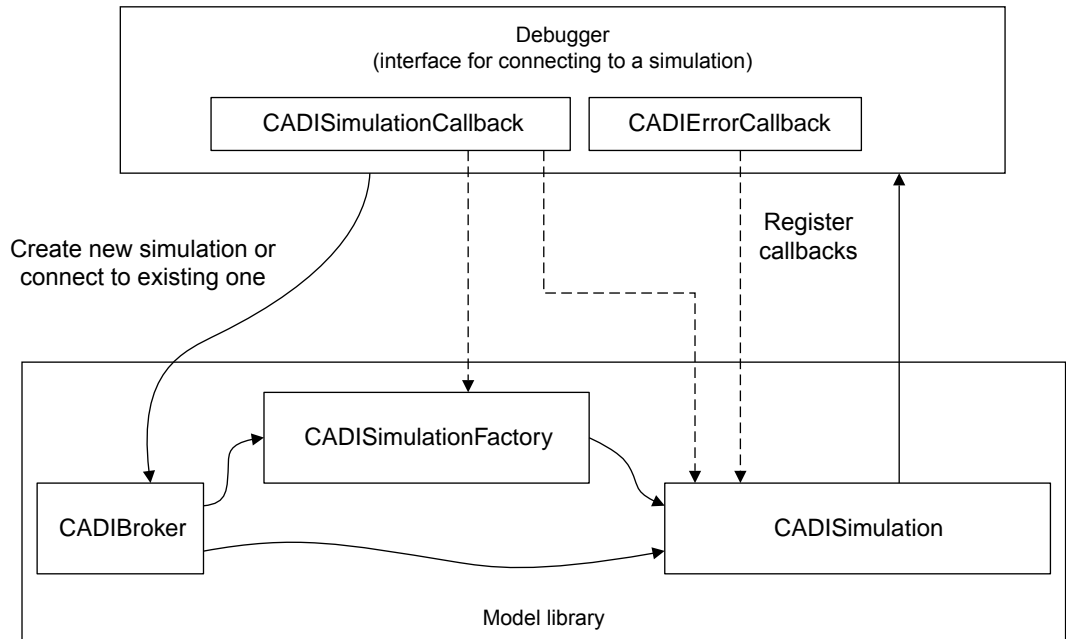 Debugger
(interface for connecting to a simulation)
CADISimulationCallback
CADIErrorCallback
Create new simulation or
connect to existing one
Register
callbacks
CADISimulationFactory
CADIBroker
CADISimulation
Model library